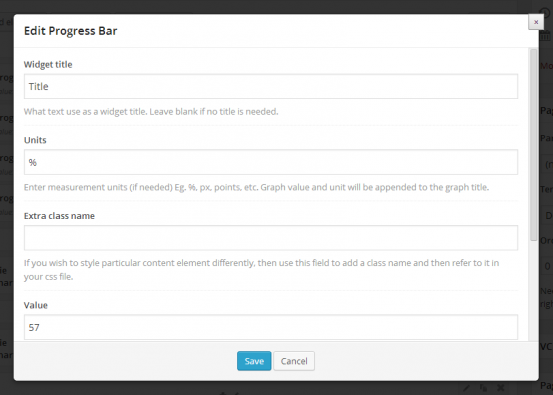 Edit Progress Bar
×
Widget title
Title
What text use as a widget title. Leave blank if no title is needed.
Units
%
Enter measurement units (if needed) Eg. %, px, points, etc. Graph value and unit will be appended to the graph title.
Extra class name
If you wish to style particular content element differently, then use this field to add a class name and then refer to it in
your css file.
Value
57
Save
Cancel